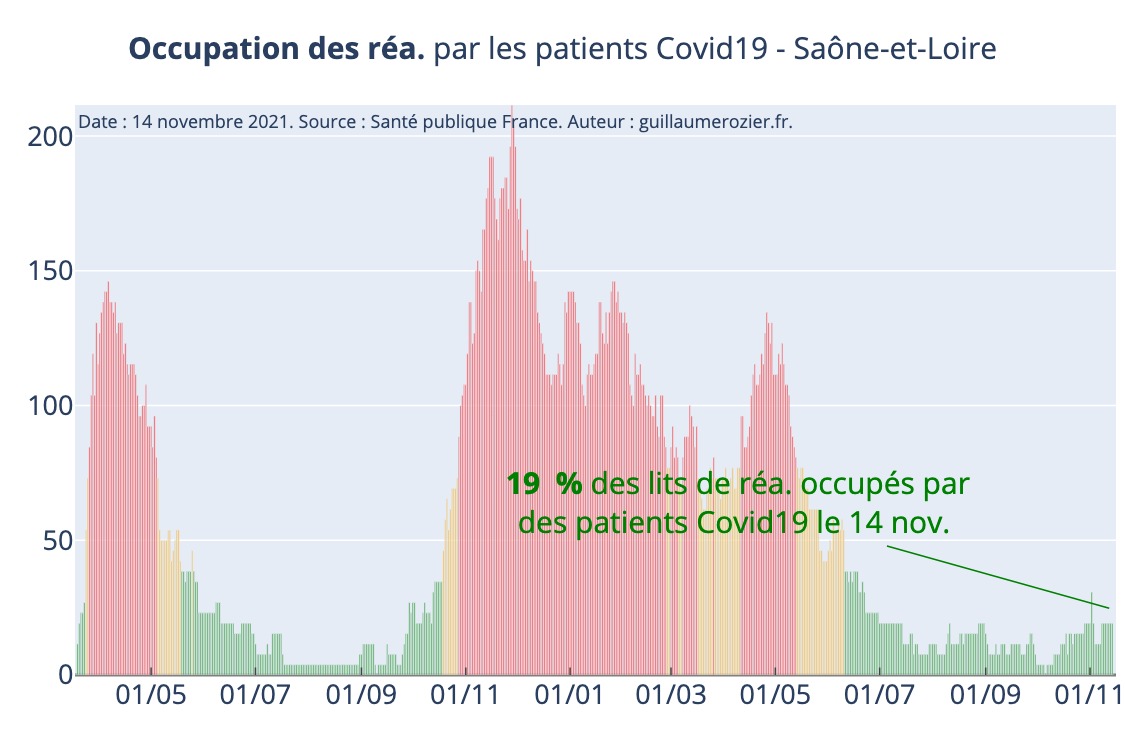 Occupation des réa. par les patients Covid19 - Saône-et-Loire
Date : 14 novembre 2021. Source : Santé publique France. Auteur : guillaumerozier.fr.
200
150
100
50
0
19 % des lits de réa. occupés par
des patients Covid19 le 14 nov.
01/05 01/07 01/09 01/11 01/01 01/03 01/05 01/07 01/09 01/11